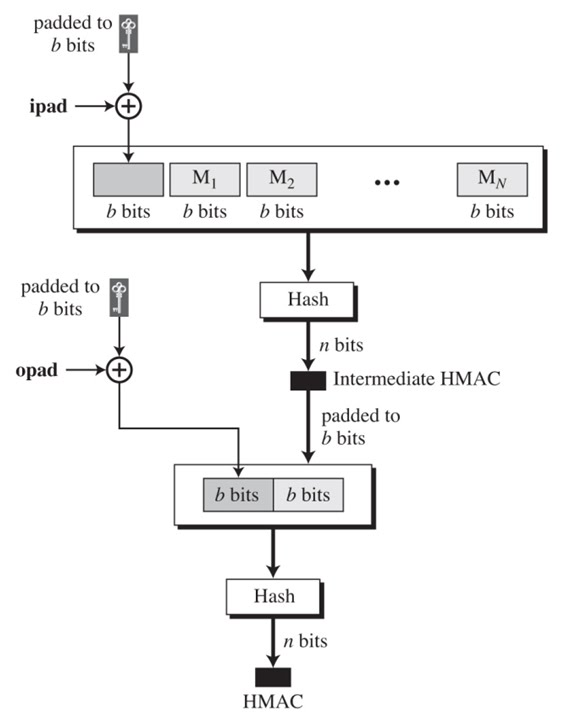 padded to
b bits
ipad
+
M1 M2 ... MN
b bits b bits b bits b bits
Hash
padded to
b bits
n bits
opad
+
Intermediate HMAC
padded to
b bits
b bits b bits
Hash
n bits
HMAC